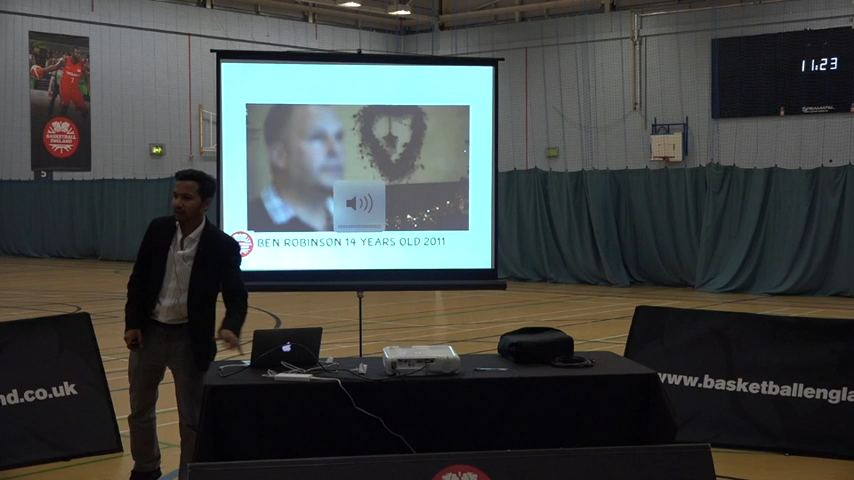 BASKETBALL
ENGLAND
11:23
BEN ROBINSON 14 YEARS OLD 2011
nd.co.uk
www.basketballengla